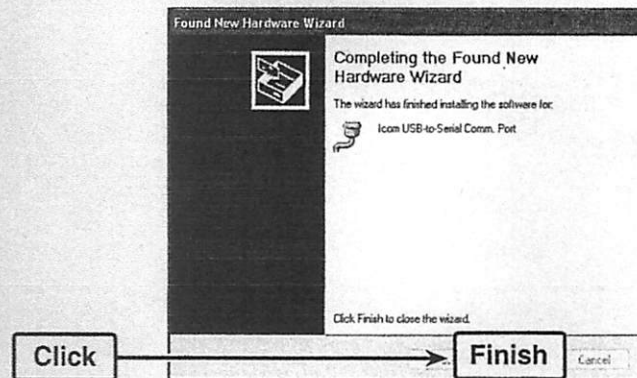 Found New Hardware Wizard
Completing the Found New
Hardware Wizard
The wizard has finished installing the software for:
Icom USB-to-Serial Comm. Port
Click Finish to close the wizard.
Click
Finish
Cancel